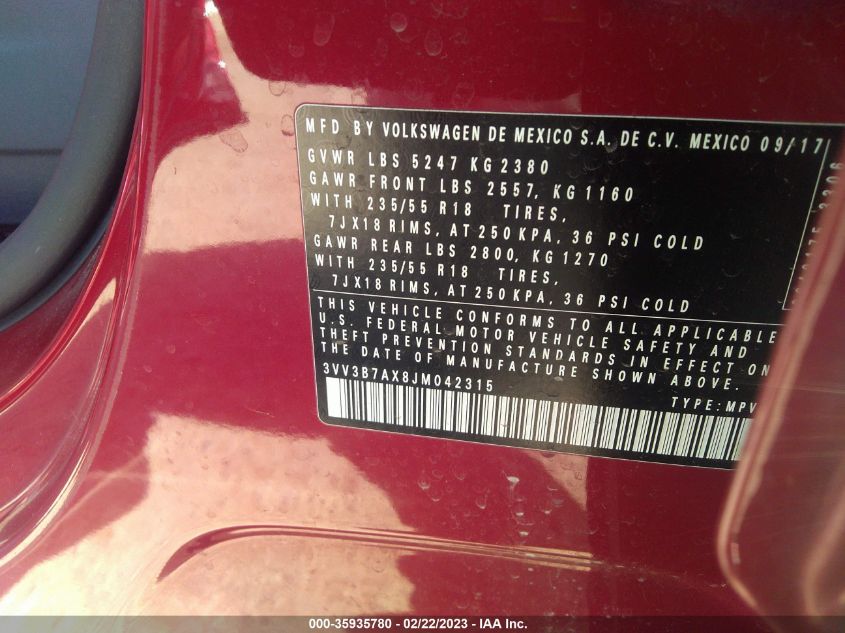 MFD BY VOLKSWAGEN DE MEXICO S.A. DE C.V. MEXICO 09/17
GVWR LBS 5247 KG 2380
GAWR FRONT LBS 2557, KG 1160
WITH 235/55 R18 TIRES,
7JX18 RIMS, AT 250 KPA, 36 PSI COLD
GAWR REAR LBS 2800, KG 1270
WITH 235/55 R18 TIRES,
7JX18 RIMS, AT 250 KPA, 36 PSI COLD
THIS VEHICLE CONFORMS TO ALL APPLICABLE
U.S. FEDERAL MOTOR VEHICLE SAFETY AND
THEFT PREVENTION STANDARDS IN EFFECT ON
THE DATE OF MANUFACTURE SHOWN ABOVE.
3VV3B7AX8JM042315
TYPE: MPV
000-35935780 - 02/22/2023 - IAA Inc.